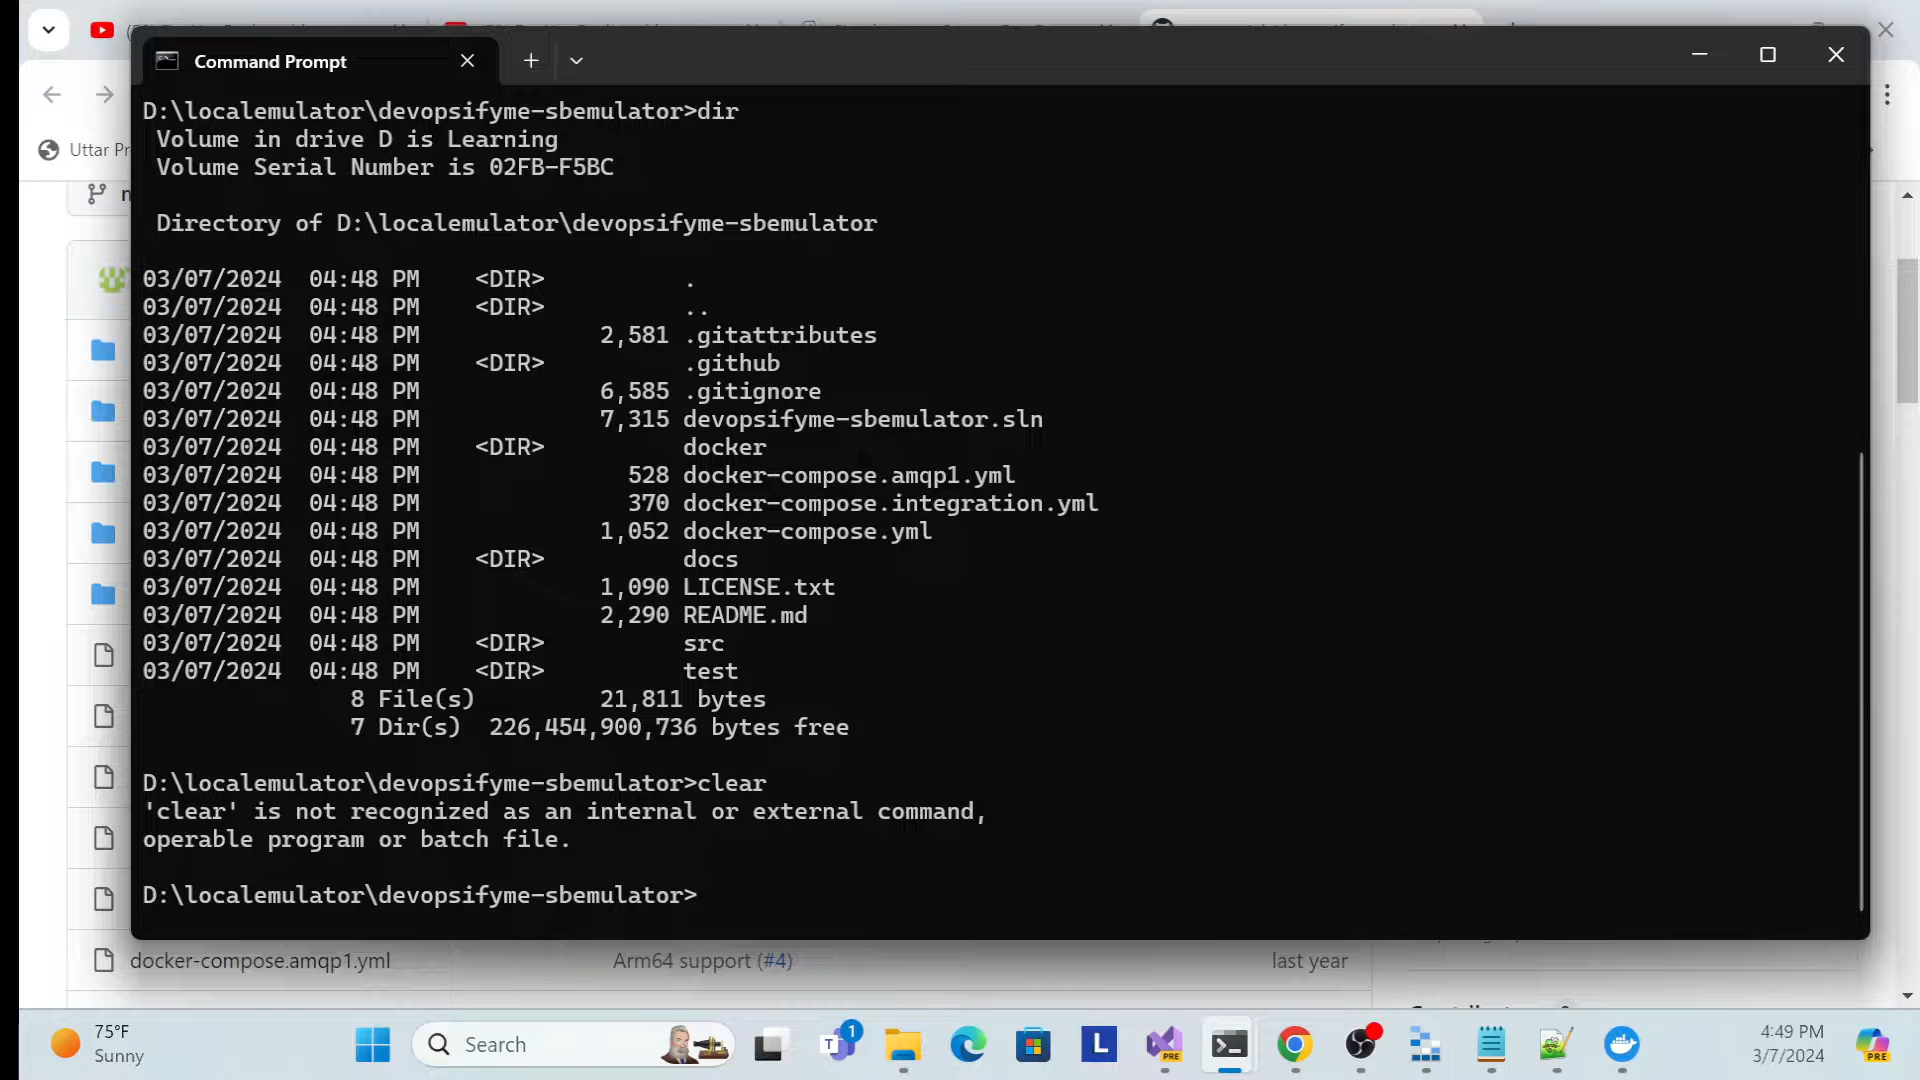 Command Prompt
Uttar Pr
D:\localemulator\devopsifyme-sbemulator>dir
Volume in drive D is Learning
Volume Serial Number is 02FB-F5BC
Directory of D:\localemulator\devopsifyme-sbemulator
03/07/2024 04:48 PM <DIR> .
03/07/2024 04:48 PM <DIR> ..
03/07/2024 04:48 PM 2,581 .gitattributes
03/07/2024 04:48 PM <DIR> .github
03/07/2024 04:48 PM 6,585 .gitignore
03/07/2024 04:48 PM 7,315 devopsifyme-sbemulator.sln
03/07/2024 04:48 PM <DIR> docker
03/07/2024 04:48 PM 528 docker-compose.amqp1.yml
03/07/2024 04:48 PM 370 docker-compose.integration.yml
03/07/2024 04:48 PM 1,052 docker-compose.yml
03/07/2024 04:48 PM <DIR> docs
03/07/2024 04:48 PM 1,090 LICENSE.txt
03/07/2024 04:48 PM 2,290 README.md
03/07/2024 04:48 PM <DIR> src
03/07/2024 04:48 PM <DIR> test
8 File(s) 21,811 bytes
7 Dir(s) 226,454,900,736 bytes free
D:\localemulator\devopsifyme-sbemulator>clear
'clear' is not recognized as an internal or external command,
operable program or batch file.
D:\localemulator\devopsifyme-sbemulator>
docker-compose.amqp1.yml Arm64 support (#4) last year
75°F
Sunny
Search
T
1
L
PRE
4:49 PM
3/7/2024
PRE